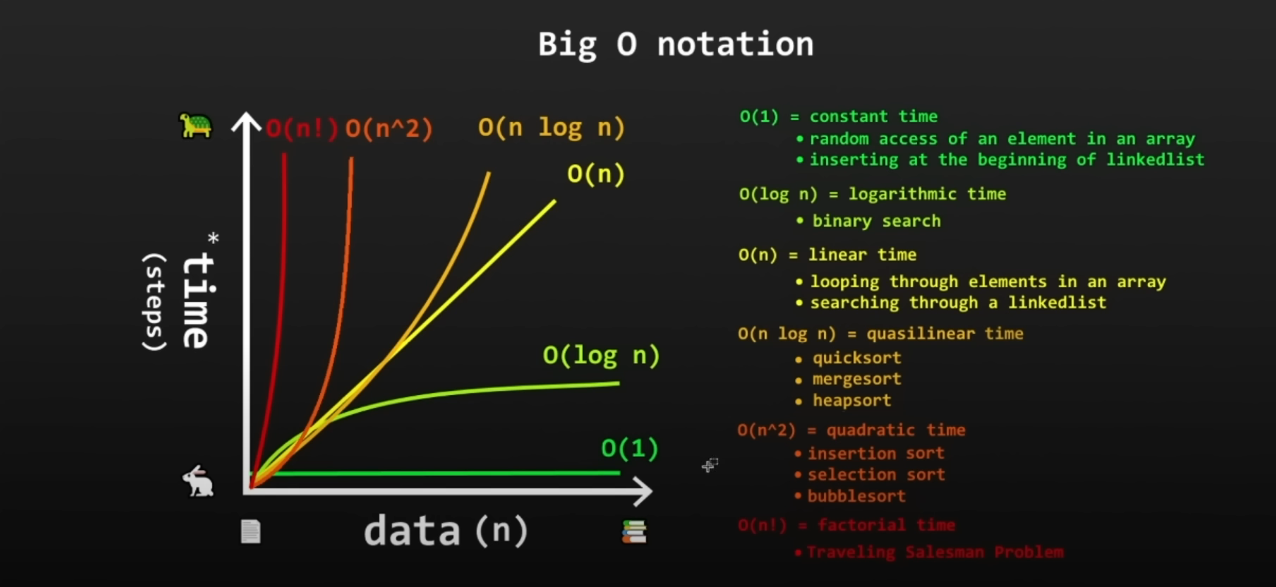 Big O notation
O(n!) O(n^2) O(n log n)
O(n)
O(log n)
O(1)
*time
(steps)
data (n)
O(1) = constant time
• random access of an element in an array
• inserting at the beginning of linkedlist
O(log n) = logarithmic time
• binary search
O(n) = linear time
• looping through elements in an array
• searching through a linkedlist
O(n log n) = quasilinear time
• quicksort
• mergesort
• heapsort
O(n^2) = quadratic time
• insertion sort
• selection sort
• bubblesort
O(n!) = factorial time
• Traveling Salesman Problem